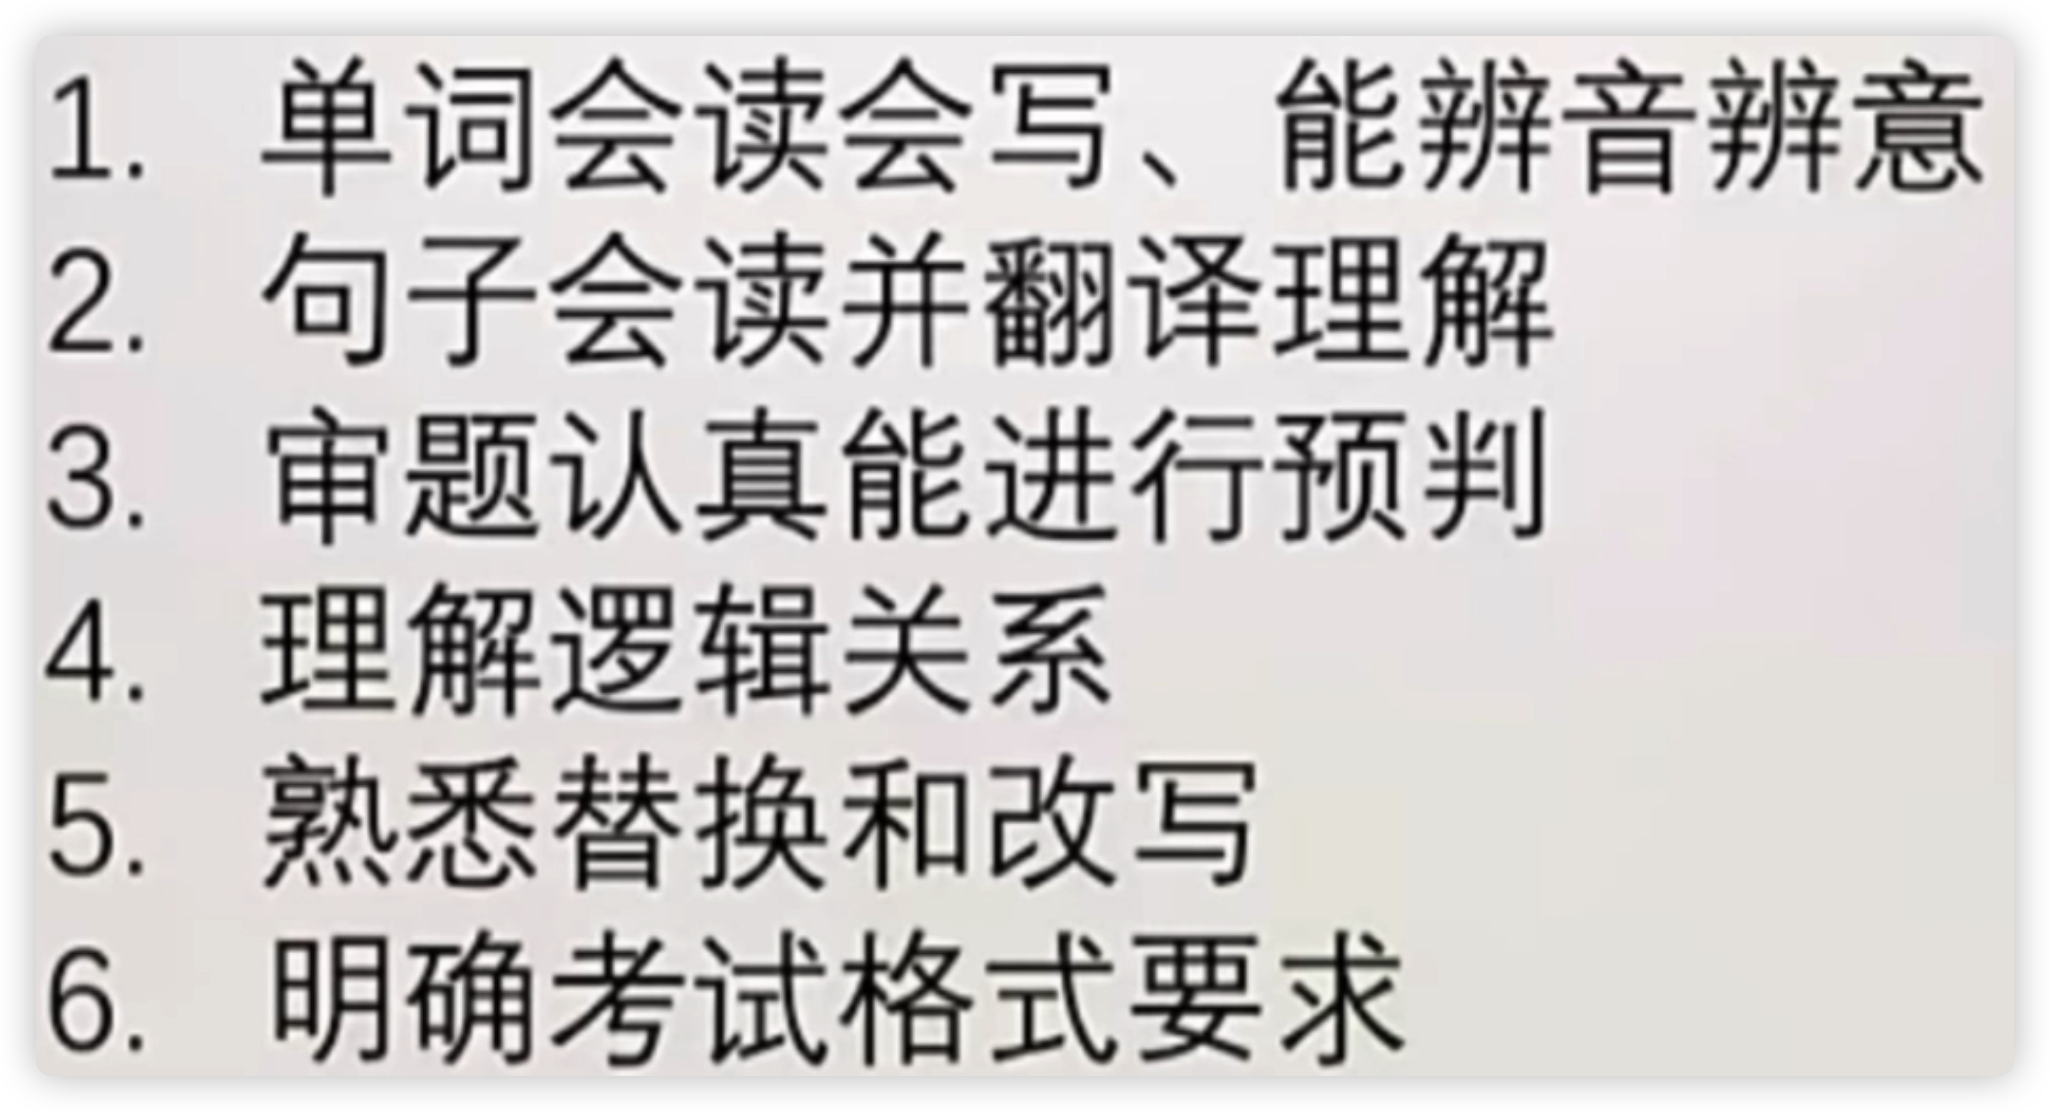 1. 单词会读会写、能辨音辨意
2. 句子会读并翻译理解
3. 审题认真能进行预判
4. 理解逻辑关系
5. 熟悉替换和改写
6. 明确考试格式要求